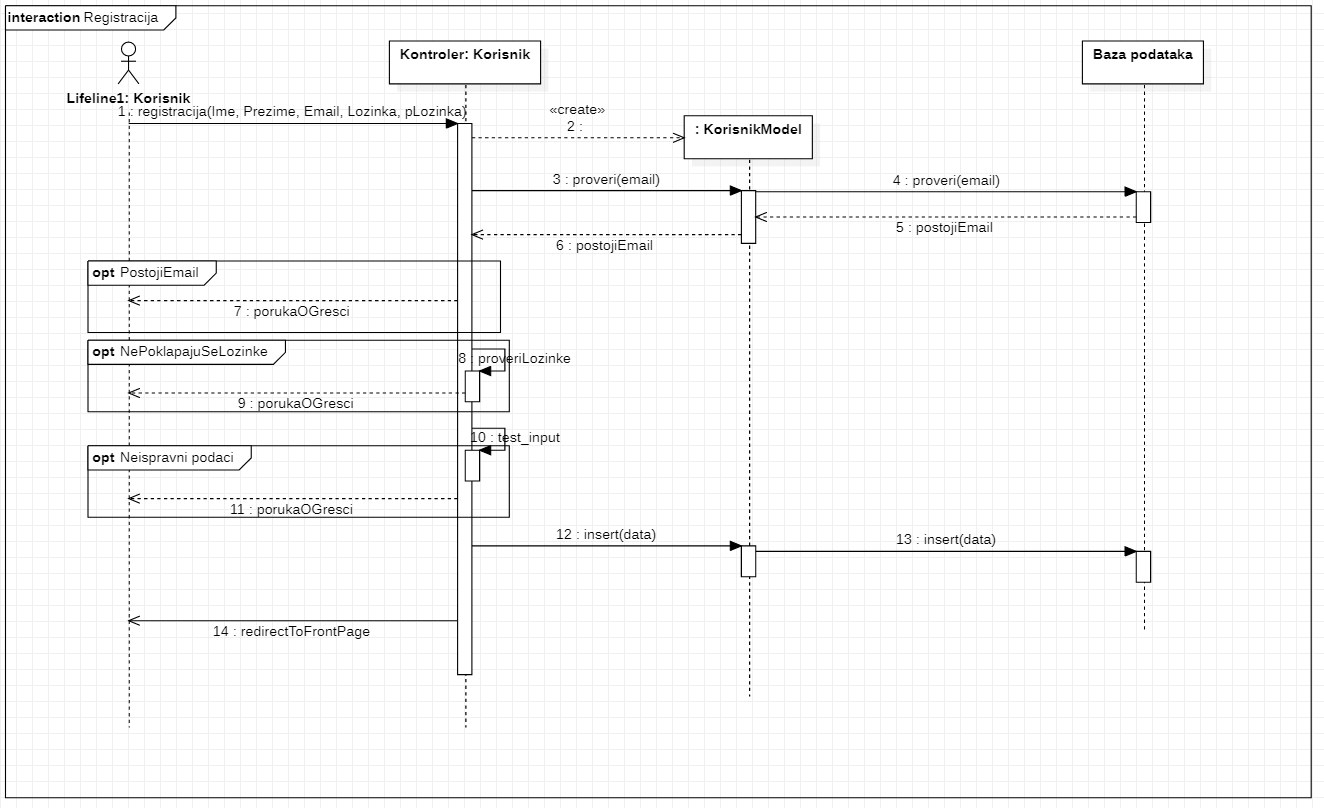 interaction Registracija
Kontroler: Korisnik
Baza podataka
Lifeline1: Korisnik
1 : registracija(Ime, Prezime, Email, Lozinka, pLozinka)
«create»
2 :
: KorisnikModel
3 : proveri(email)
4 : proveri(email)
5 : postojiEmail
6 : postojiEmail
opt PostojiEmail
7 : porukaOGresci
opt NePoklapajuSeLozinke
8 : proveriLozinke
9 : porukaOGresci
10 : test_input
opt Neispravni podaci
11 : porukaOGresci
12 : insert(data)
13 : insert(data)
14 : redirectToFrontPage